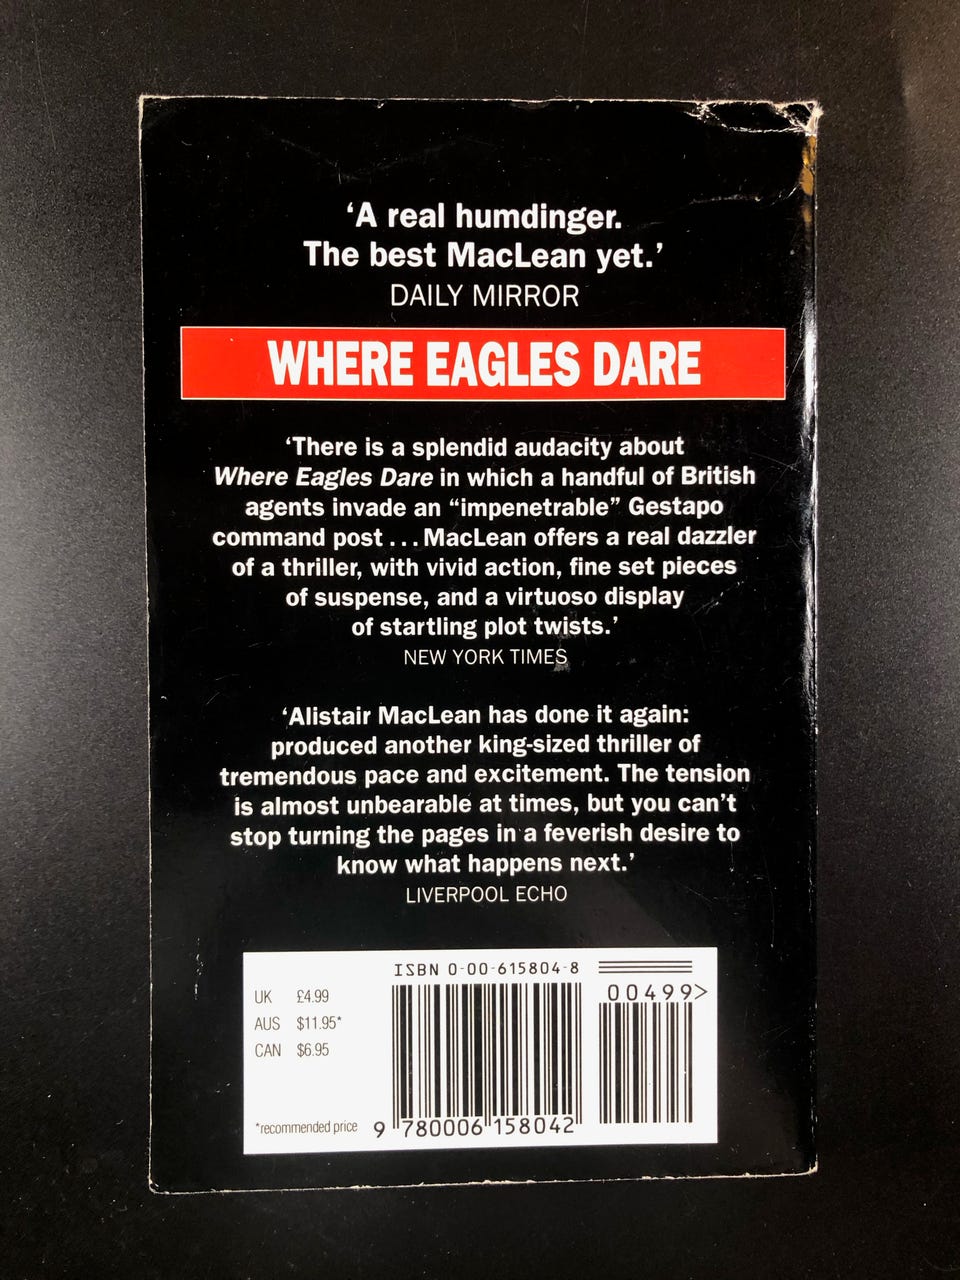 ‘A real humdinger.
The best MacLean yet.’
DAILY MIRROR
WHERE EAGLES DARE
‘There is a splendid audacity about
Where Eagles Dare in which a handful of British
agents invade an “impenetrable” Gestapo
command post . . . MacLean offers a real dazzler
of a thriller, with vivid action, fine set pieces
of suspense, and a virtuoso display
of startling plot twists.’
NEW YORK TIMES
‘Alistair MacLean has done it again:
produced another king-sized thriller of
tremendous pace and excitement. The tension
is almost unbearable at times, but you can’t
stop turning the pages in a feverish desire to
know what happens next.’
LIVERPOOL ECHO
ISBN 0-00-615804-8
00499>
UK £4.99
AUS $11.95*
CAN $6.95
*recommended price
9 780006 158042